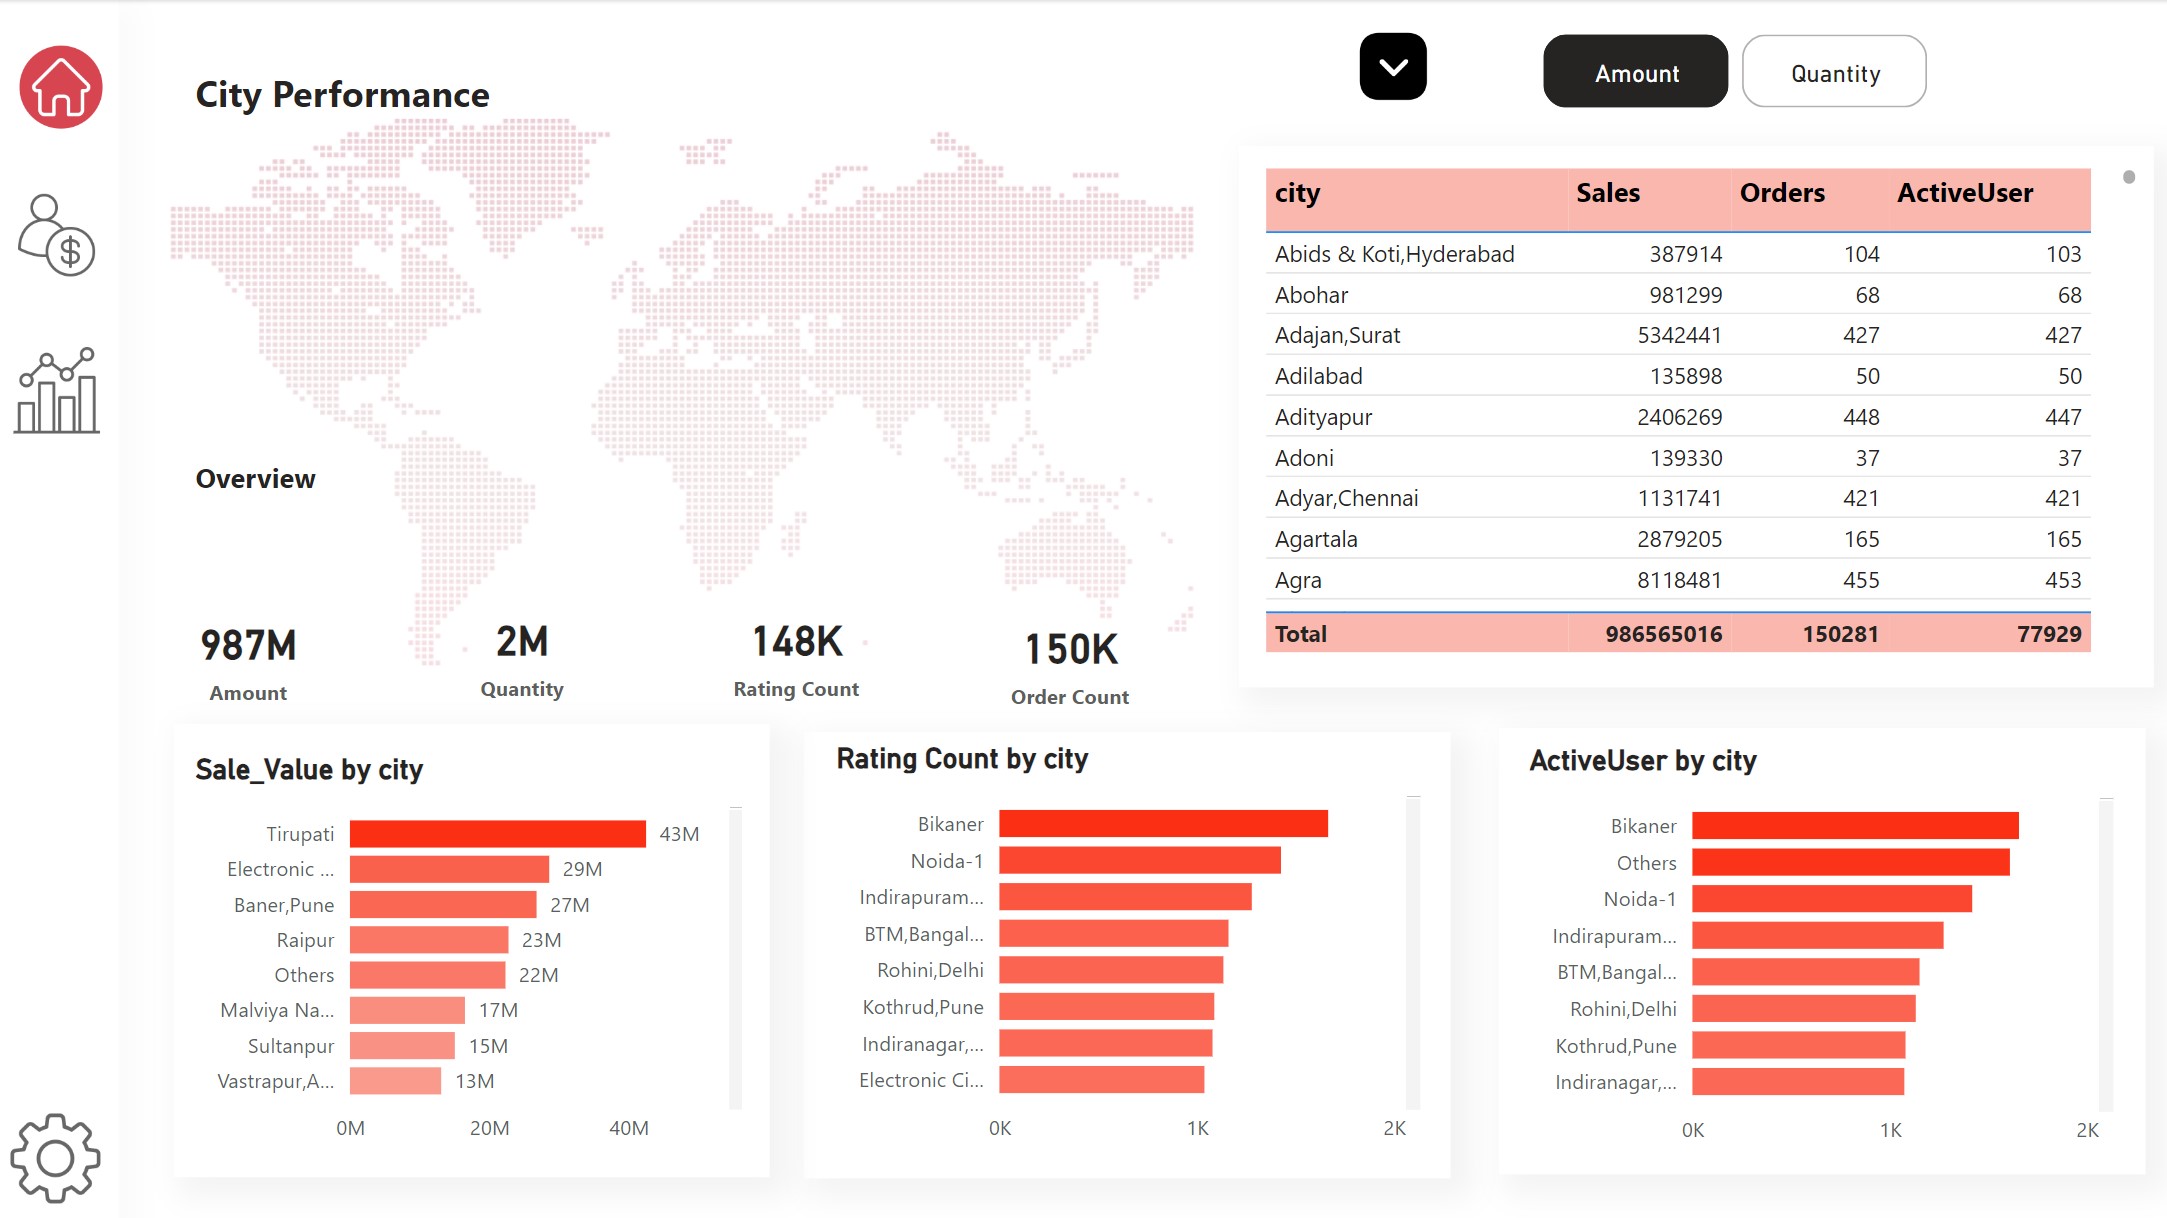 City Performance
Amount
Quantity
$
Overview
987M
Amount
2M
Quantity
148K
Rating Count
150K
Order Count
city Sales Orders ActiveUser
Abids & Koti,Hyderabad 387914 104 103
Abohar 981299 68 68
Adajan,Surat 5342441 427 427
Adilabad 135898 50 50
Adityapur 2406269 448 447
Adoni 139330 37 37
Adyar,Chennai 1131741 421 421
Agartala 2879205 165 165
Agra 8118481 455 453
Total 986565016 150281 77929
Sale_Value by city
Tirupati 43M
Electronic ... 29M
Baner,Pune 27M
Raipur 23M
Others 22M
Malviya Na... 17M
Sultanpur 15M
Vastrapur,A... 13M
0M 20M 40M
Rating Count by city
Bikaner
Noida-1
Indirapuram...
BTM,Bangal...
Rohini,Delhi
Kothrud,Pune
Indiranagar,...
Electronic Ci...
0K 1K 2K
ActiveUser by city
Bikaner
Others
Noida-1
Indirapuram...
BTM,Bangal...
Rohini,Delhi
Kothrud,Pune
Indiranagar,...
0K 1K 2K